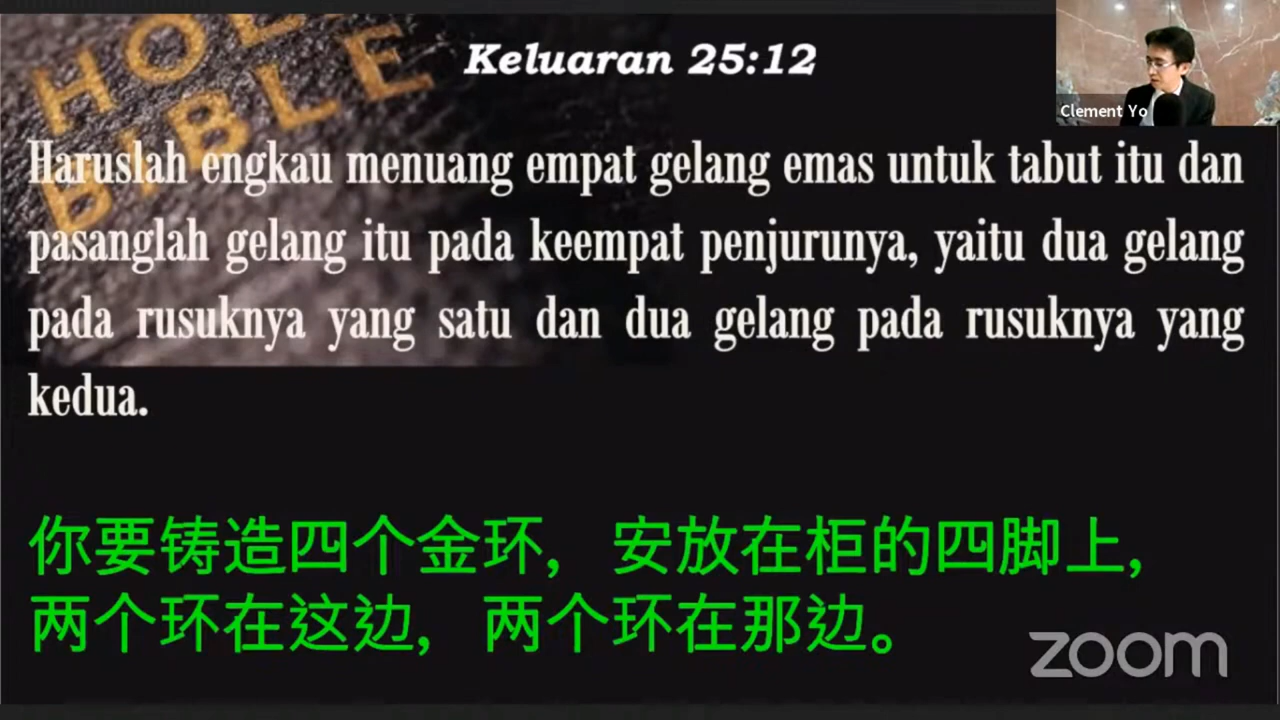 HOLY
BIBLE
Keluaran 25:12
Clement Yo
Haruslah engkau menuang empat gelang emas untuk tabut itu dan
pasanglah gelang itu pada keempat penjurunya, yaitu dua gelang
pada rusuknya yang satu dan dua gelang pada rusuknya yang
kedua.
你要铸造四个金环, 安放在柜的四脚上,
两个环在这边, 两个环在那边。
zoom